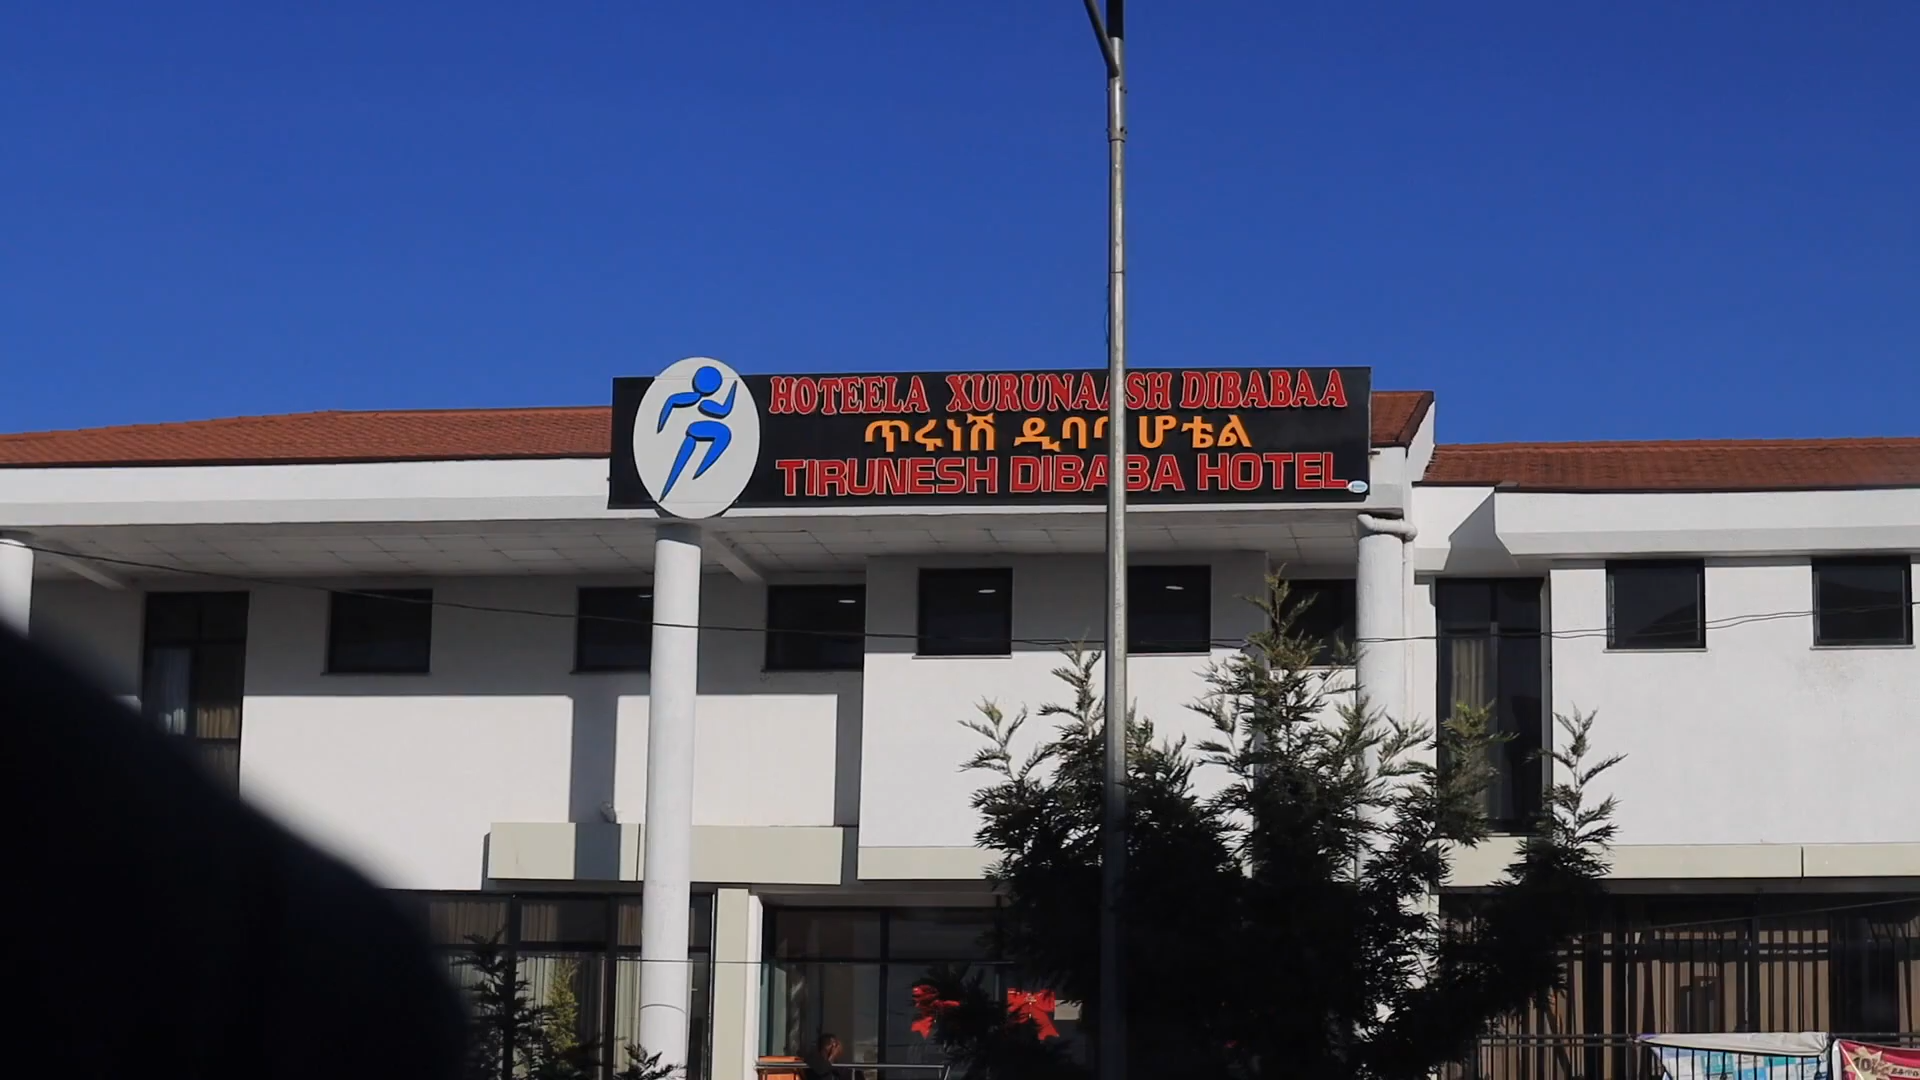 HOTEELA XURUNAASH DIBABAA
ጥሩነሽ ዲባባ ሆቴል
TIRUNESH DIBABA HOTEL